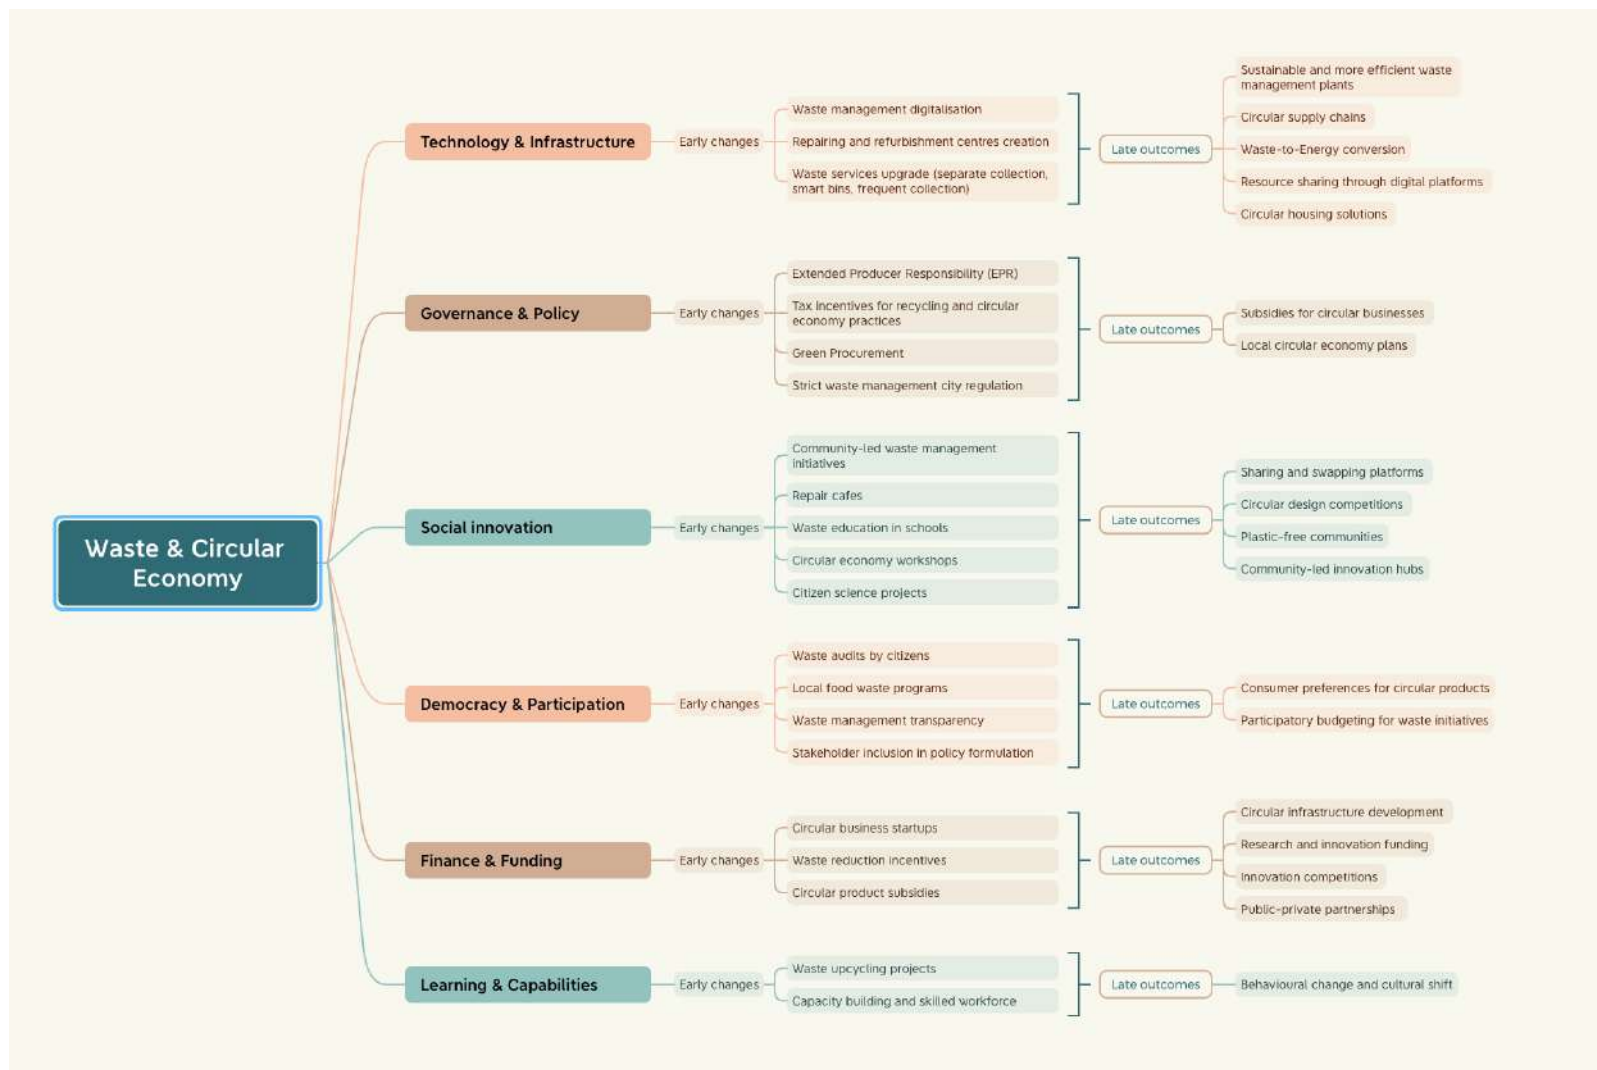 Waste & Circular
Economy
Technology & Infrastructure
Early changes
Waste management digitalisation
Repairing and refurbishment centres creation
Waste services upgrade (separate collection,
smart bins, frequent collection)
Late outcomes
Sustainable and more efficient waste
management plants
Circular supply chains
Waste-to-Energy conversion
Resource sharing through digital platforms
Circular housing solutions
Governance & Policy
Early changes
Extended Producer Responsibility (EPR)
Tax incentives for recycling and circular
economy practices
Green Procurement
Strict waste management city regulation
Late outcomes
Subsidies for circular businesses
Local circular economy plans
Social innovation
Early changes
Community-led waste management
initiatives
Repair cafes
Waste education in schools
Circular economy workshops
Citizen science projects
Late outcomes
Sharing and swapping platforms
Circular design competitions
Plastic-free communities
Community-led innovation hubs
Democracy & Participation
Early changes
Waste audits by citizens
Local food waste programs
Waste management transparency
Stakeholder inclusion in policy formulation
Late outcomes
Consumer preferences for circular products
Participatory budgeting for waste initiatives
Finance & Funding
Early changes
Circular business startups
Waste reduction incentives
Circular product subsidies
Late outcomes
Circular infrastructure development
Research and innovation funding
Innovation competitions
Public-private partnerships
Learning & Capabilities
Early changes
Waste upcycling projects
Capacity building and skilled workforce
Late outcomes
Behavioural change and cultural shift